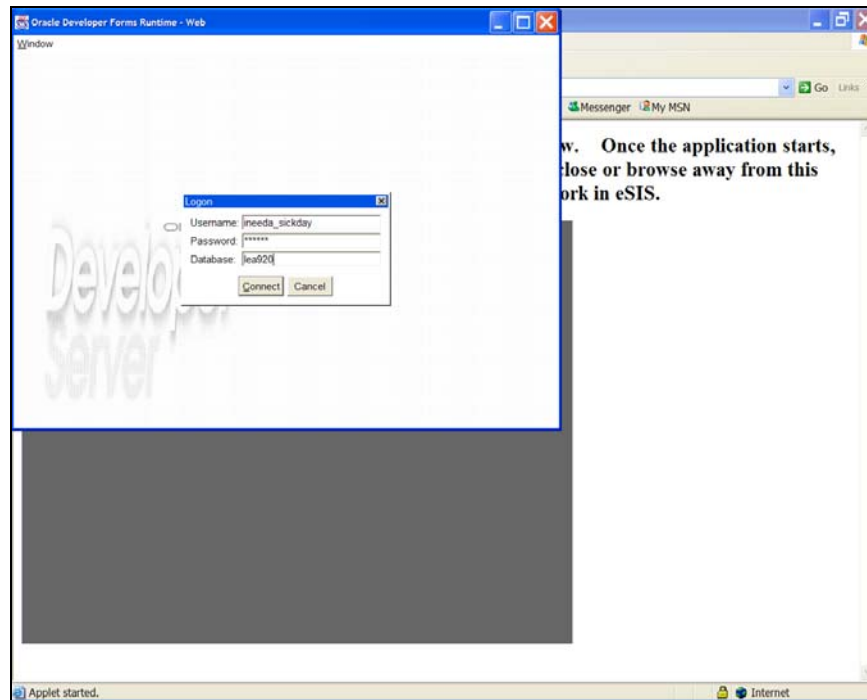 Oracle Developer Forms Runtime - Web
Window
Go Links
Messenger My MSN
w. Once the application starts,
close or browse away from this
ork in eSIS.
Logon
Username: ineeda_sickday
Password: ******
Database: lea920
Connect Cancel
Developer
Server
Applet started.
Internet